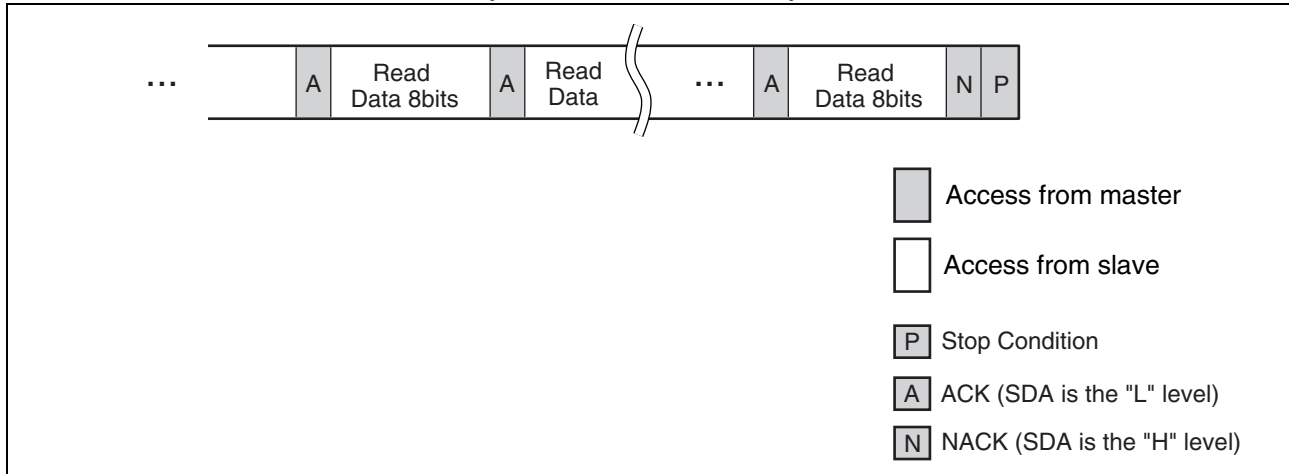 ... A Read Data 8bits A Read Data ... A Read Data 8bits N P
Access from master
Access from slave
P Stop Condition
A ACK (SDA is the "L" level)
N NACK (SDA is the "H" level)